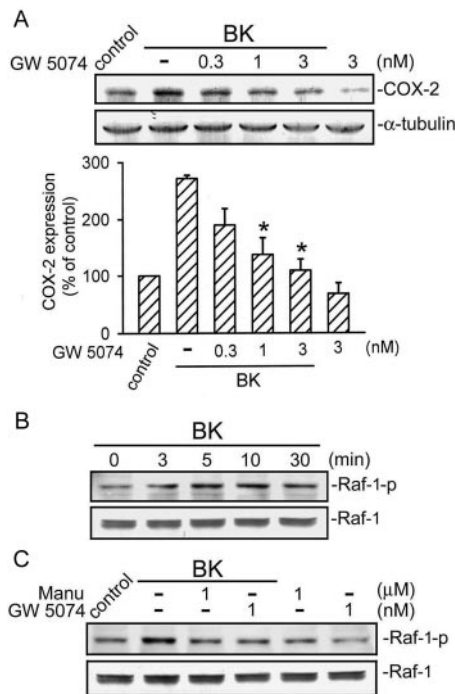 A
control
BK
GW 5074 - 0.3 1 3 3 (nM)
-COX-2
-α-tubulin
COX-2 expression
(% of control)
300
200
100
0
* *
GW 5074 control - 0.3 1 3 3 (nM)
BK
B
BK
0 3 5 10 30 (min)
-Raf-1-p
-Raf-1
C
control
BK
Manu - 1 - 1 - (μM)
GW 5074 - - 1 - 1 (nM)
-Raf-1-p
-Raf-1